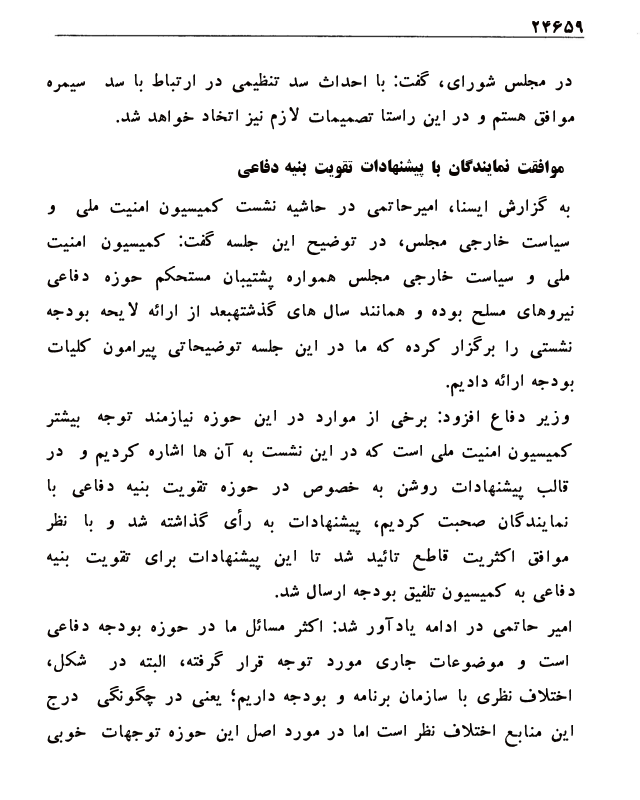 ۲۴۶۵۹
در مجلس شورای، گفت: با احداث سد تنظیمی در ارتباط با سد سیمره
موافق هستم و در این راستا تصمیمات لازم نیز اتخاد خواهد شد.
موافقت نمایندگان با پیشنهادات تقویت بنیه دفاعی
به گزارش ایسنا، امیرحاتمی در حاشیه نشست کمیسیون امنیت ملی و
سیاست خارجی مجلس، در توضیح این جلسه گفت: کمیسیون امنیت
ملی و سیاست خارجی مجلس همواره پشتیبان مستحکم حوزه دفاعی
نیروهای مسلح بوده و همانند سال های گذشتهبعد از ارائه لایحه بودجه
نشستی را برگزار کرده که ما در این جلسه توضیحاتی پیرامون کلیات
بودجه ارائه دادیم.
وزیر دفاع افزود: برخی از موارد در این حوزه نیازمند توجه بیشتر
کمیسیون امنیت ملی است که در این نشست به آن ها اشاره کردیم و در
قالب پیشنهادات روشن به خصوص در حوزه تقویت بنیه دفاعی با
نمایندگان صحبت کردیم، پیشنهادات به رأی گذاشته شد و با نظر
موافق اکثریت قاطع تائید شد تا این پیشنهادات برای تقویت بنیه
دفاعی به کمیسیون تلفیق بودجه ارسال شد.
امیر حاتمی در ادامه یادآور شد: اکثر مسائل ما در حوزه بودجه دفاعی
است و موضوعات جاری مورد توجه قرار گرفته، البته در شکل،
اختلاف نظری با سازمان برنامه و بودجه داریم؛ یعنی در چگونگی درج
این منابع اختلاف نظر است اما در مورد اصل این حوزه توجهات خوبی